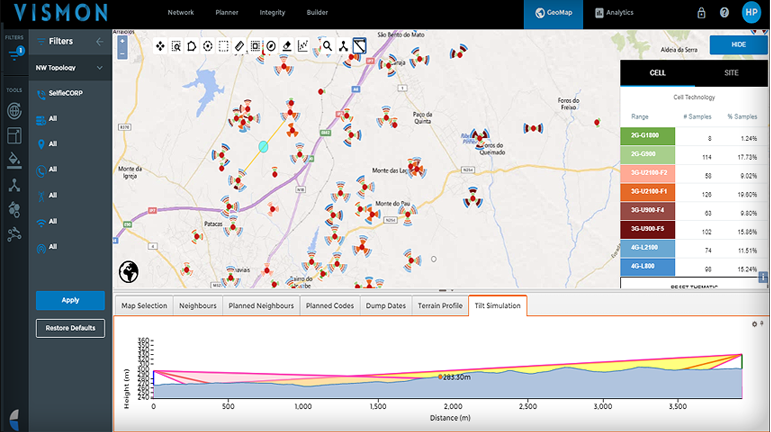 VISMON
Network
Planner
Integrity
Builder
GeoMap
Analytics
HP
FILTERS
1
TOOLS
Filters
NW Topology
SelfieCORP
All
All
All
All
All
All
Apply
Restore Defaults
Arraiolos
São Bento do Mato
Aldeia da Serra
Foros do Freixo
Paço da Quinta
Foros do Queimado
Monte da Igreja
Monte do Pau
Patacas
HIDE
CELL
SITE
Cell Technology
Range
# Samples
% Samples
2G-G1800
8
1.24%
2G-G900
114
17.73%
3G-U2100-F2
58
9.02%
3G-U2100-F1
126
19.60%
3G-U900-F4
63
9.80%
3G-U900-F5
102
15.86%
4G-L2100
74
11.51%
4G-L800
98
15.24%
RESET THEMATIC
Map Selection
Neighbours
Planned Neighbours
Planned Codes
Dump Dates
Terrain Profile
Tilt Simulation
Height (m)
360
350
340
330
320
310
300
290
280
270
260
250
240
283.30m
0
500
1,000
1,500
2,000
2,500
3,000
3,500
Distance (m)